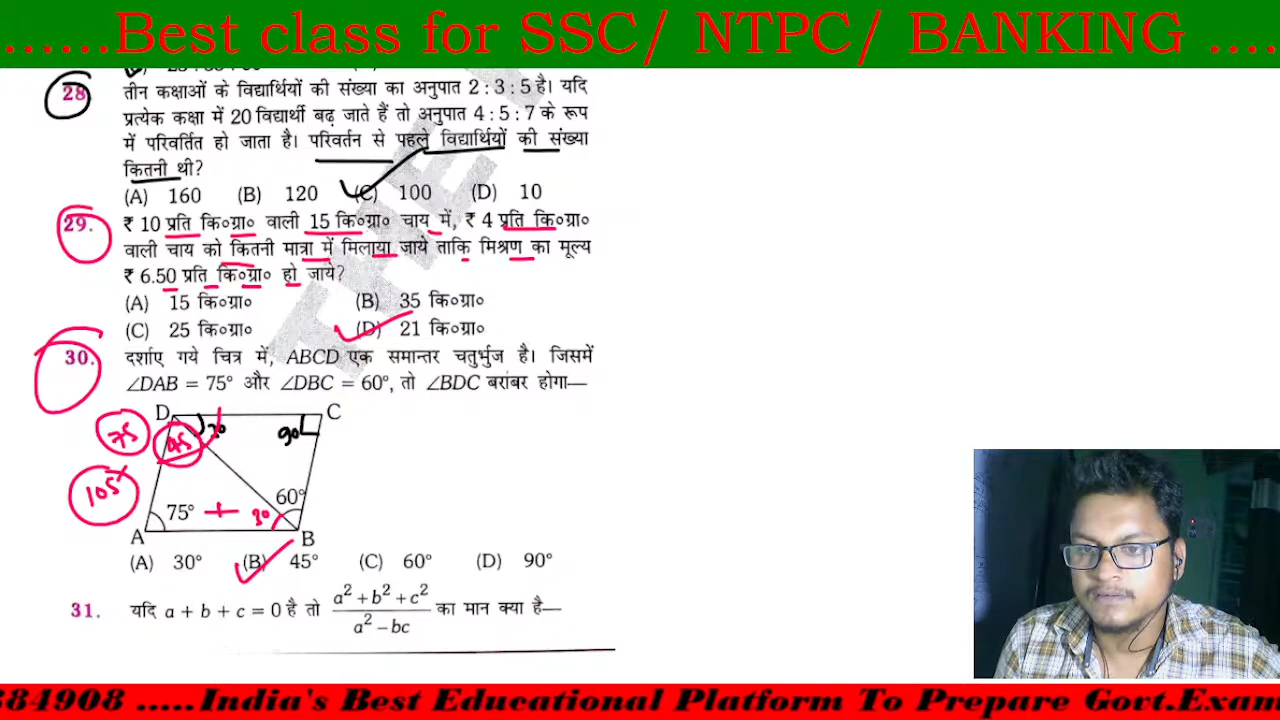 ......Best class for SSC/ NTPC/ BANKING ....
28
तीन कक्षाओं के विद्यार्थियों की संख्या का अनुपात 2 : 3 : 5 है। यदि
प्रत्येक कक्षा में 20 विद्यार्थी बढ़ जाते हैं तो अनुपात 4 : 5 : 7 के रूप
में परिवर्तित हो जाता है। परिवर्तन से पहले विद्यार्थियों की संख्या
कितनी थी?
(A) 160 (B) 120 (C) 100 (D) 10
29. ₹ 10 प्रति कि०ग्रा० वाली 15 कि०ग्रा० चाय में, ₹ 4 प्रति कि०ग्रा०
वाली चाय को कितनी मात्रा में मिलाया जाये ताकि मिश्रण का मूल्य
₹ 6.50 प्रति कि०ग्रा० हो जाये?
(A) 15 कि०ग्रा० (B) 35 कि०ग्रा०
(C) 25 कि०ग्रा० (D) 21 कि०ग्रा०
30. दर्शाए गये चित्र में, ABCD एक समान्तर चतुर्भुज है। जिसमें
∠DAB = 75° और ∠DBC = 60°, तो ∠BDC बरांबर होगा—
D C
75 45 90
105
60°
75° +
A B
(A) 30° (B) 45° (C) 60° (D) 90°
31. यदि a + b + c = 0 है तो (a² + b² + c²)/(a² – bc) का मान क्या है—
384908 .....India's Best Educational Platform To Prepare Govt.Exam